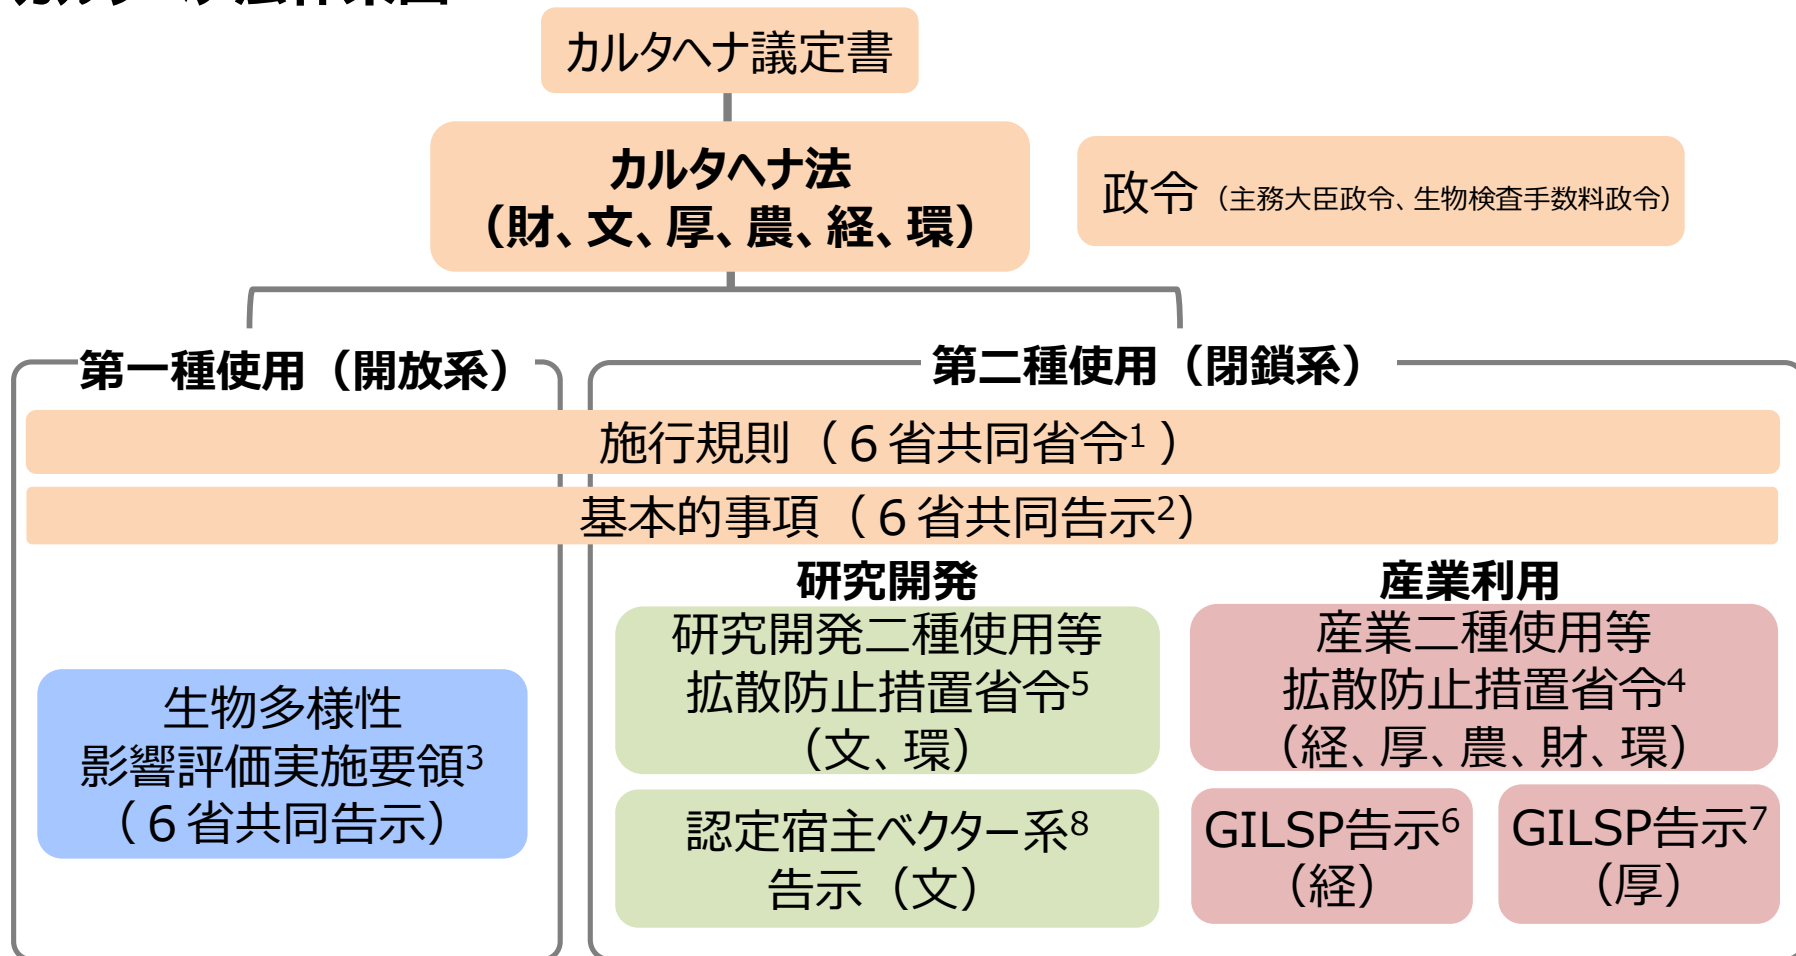 カルタヘナ議定書
カルタヘナ法
（財、文、厚、農、経、環）
政令（主務大臣政令、生物検査手数料政令）
第一種使用（開放系）
第二種使用（閉鎖系）
施行規則（６省共同省令1）
基本的事項（６省共同告示2）
生物多様性
影響評価実施要領3
（６省共同告示）
研究開発
研究開発二種使用等
拡散防止措置省令5
（文、環）
認定宿主ベクター系8
告示（文）
産業利用
産業二種使用等
拡散防止措置省令4
（経、厚、農、財、環）
GILSP告示6
（経）
GILSP告示7
（厚）